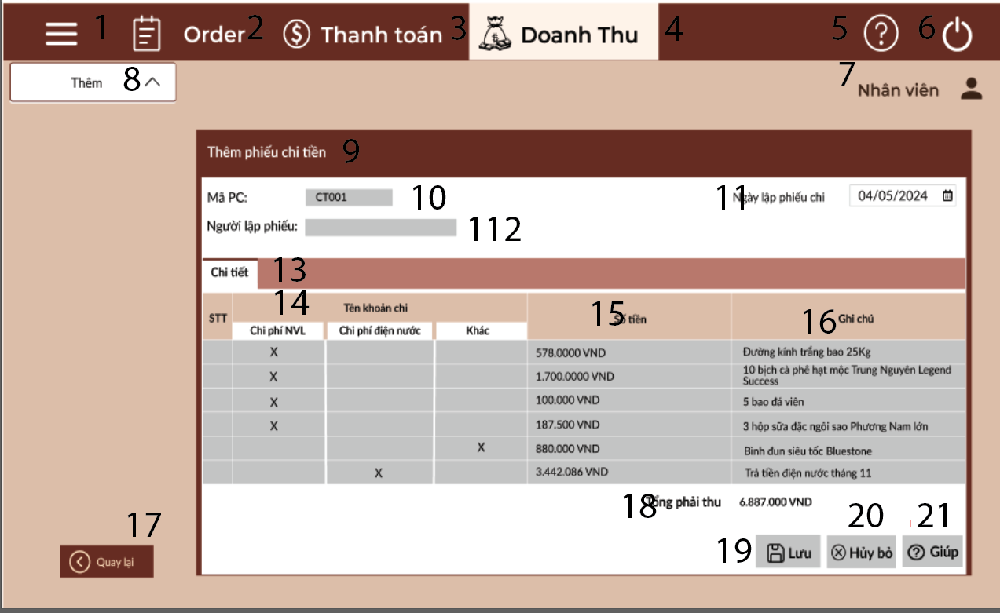 1 Order 2 Thanh toán 3 Doanh Thu 4 5 6
Thêm 8
7
Nhân viên
Thêm phiếu chi tiền 9
Mã PC: CT001 10 11 Ngày lập phiếu chi 04/05/2024
Người lập phiếu: 112
Chi tiết 13
STT 14 Tên khoản chi 15 Số tiền 16 Ghi chú
Chi phí NVL Chi phí điện nước Khác
X 578.0000 VND Đường kính trắng bao 25Kg
X 1.700.0000 VND 10 bịch cà phê hạt mộc Trung Nguyên Legend
Success
X 100.000 VND 5 bao đá viên
X 187.500 VND 3 hộp sữa đặc ngôi sao Phương Nam lớn
X 880.000 VND Bình đun siêu tốc Bluestone
X 3.442.086 VND Trả tiền điện nước tháng 11
18 Tổng phải thu 6.887.000 VND
17 20 21
19 Lưu Hủy bỏ Giúp
Quay lại